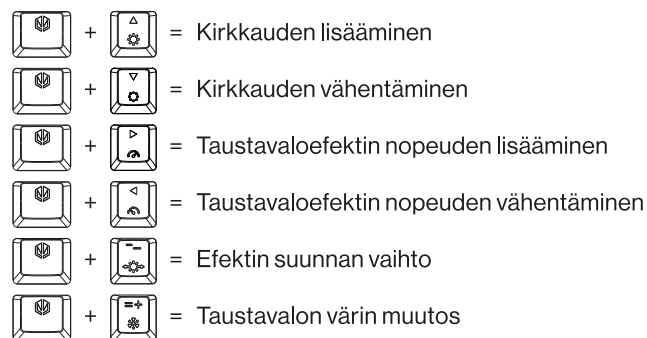 + = Kirkkauden lisääminen
+ = Kirkkauden vähentäminen
+ = Taustavaloefektin nopeuden lisääminen
+ = Taustavaloefektin nopeuden vähentäminen
+ = Efektin suunnan vaihto
+ = Taustavalon värin muutos